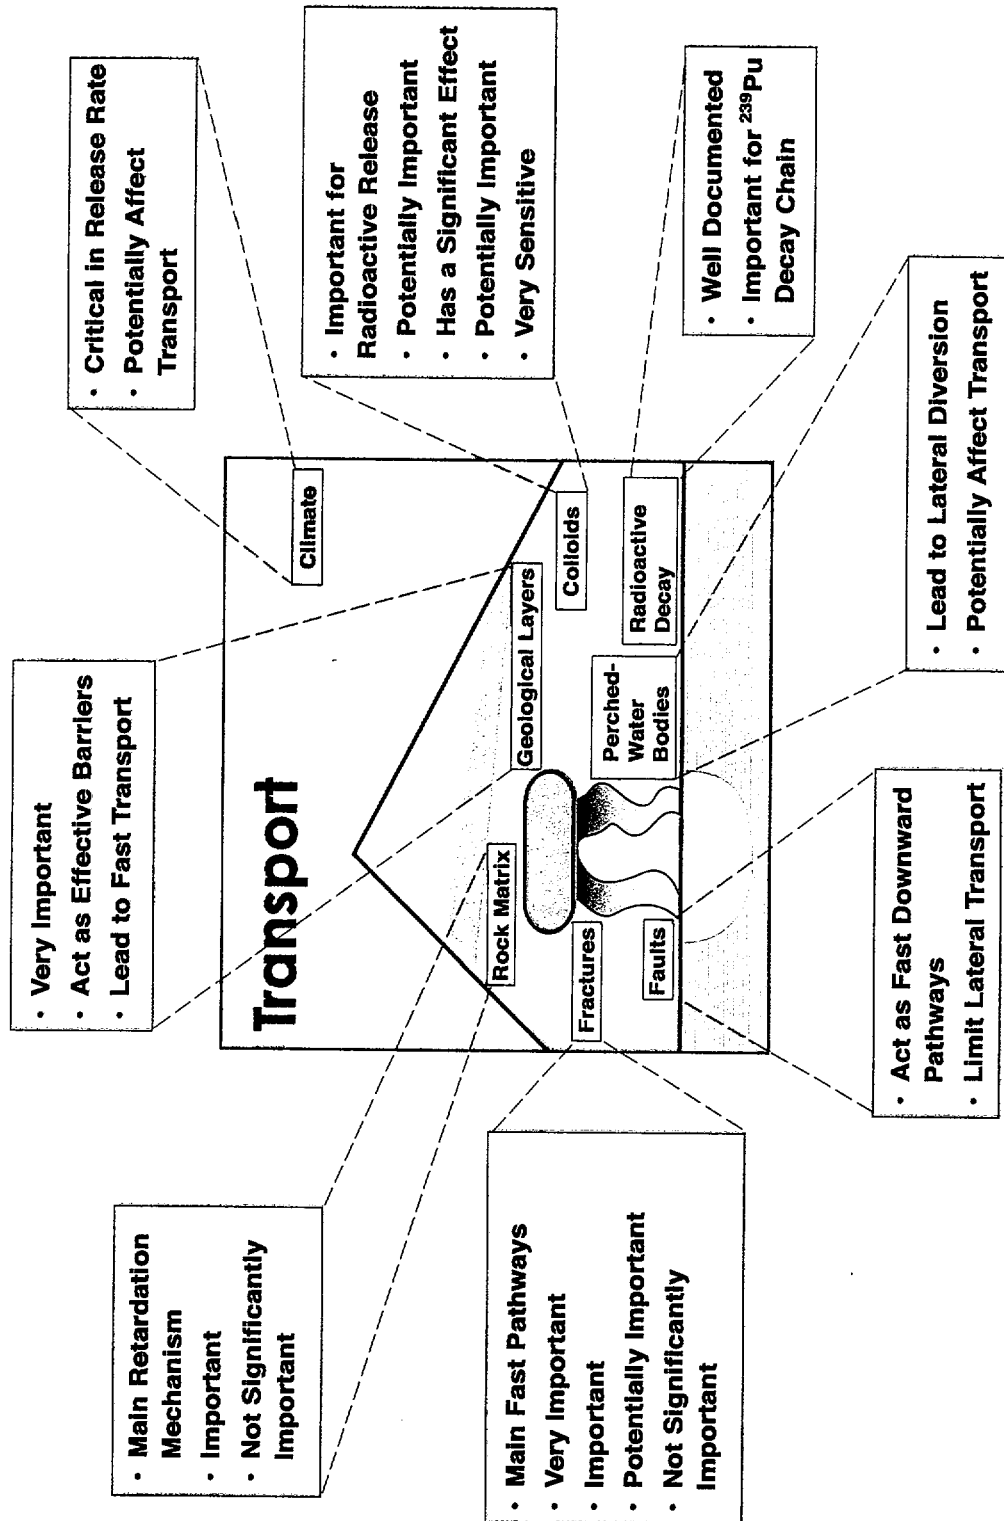 • Main Retardation
Mechanism
• Important
• Not Significantly
Important
• Very Important
• Act as Effective Barriers
• Lead to Fast Transport
• Critical in Release Rate
• Potentially Affect
Transport
Transport
Climate
Rock Matrix
Geological Layers
Colloids
Fractures
Faults
Perched-
Water
Bodies
Radioactive
Decay
• Important for
Radioactive Release
• Potentially Important
• Has a Significant Effect
• Potentially Important
• Very Sensitive
• Main Fast Pathways
• Very Important
• Important
• Potentially Important
• Not Significantly
Important
• Well Documented
• Important for ²³⁹Pu
Decay Chain
• Act as Fast Downward
Pathways
• Limit Lateral Transport
• Lead to Lateral Diversion
• Potentially Affect Transport